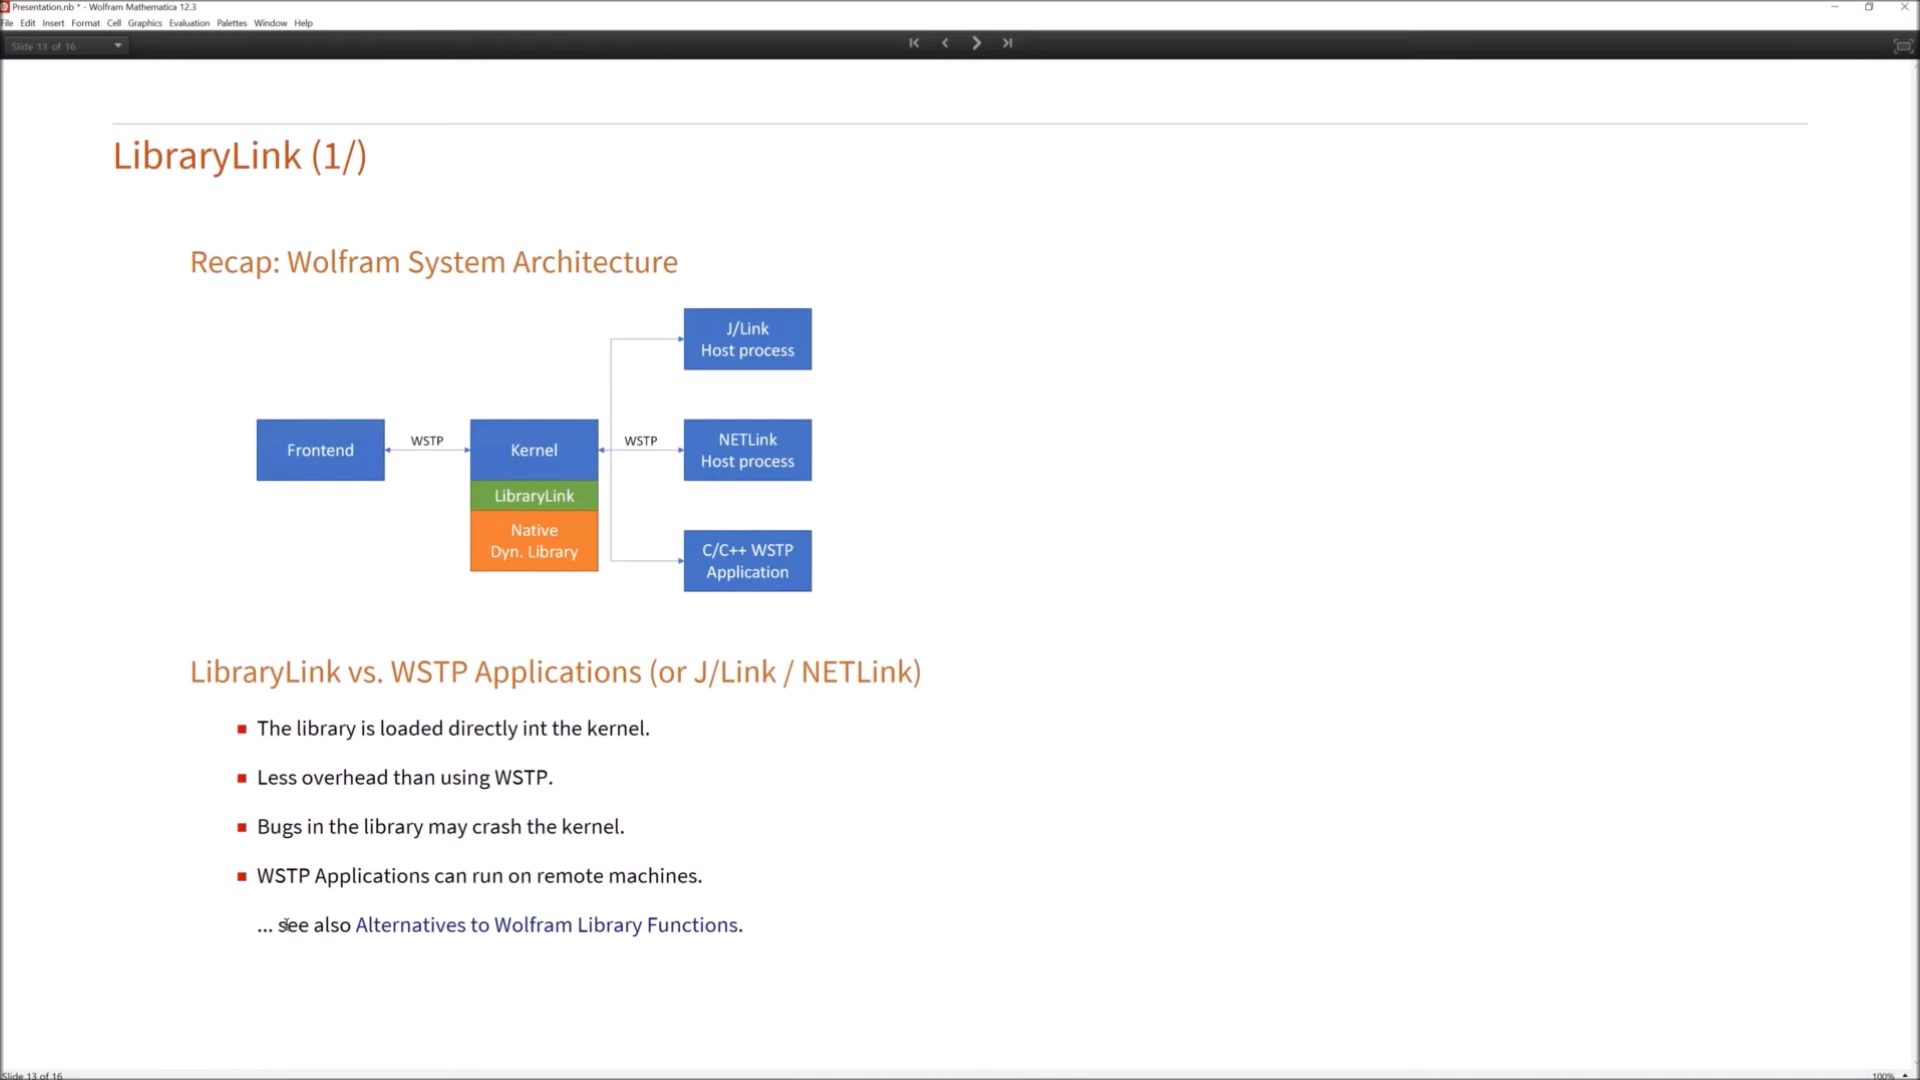 Presentation.nb * - Wolfram Mathematica 12.3
File Edit Insert Format Cell Graphics Evaluation Palettes Window Help
Slide 13 of 16
LibraryLink (1/)
Recap: Wolfram System Architecture
J/Link
Host process
Frontend
WSTP
Kernel
WSTP
NETLink
Host process
LibraryLink
Native
Dyn. Library
C/C++ WSTP
Application
LibraryLink vs. WSTP Applications (or J/Link / NETLink)
The library is loaded directly int the kernel.
Less overhead than using WSTP.
Bugs in the library may crash the kernel.
WSTP Applications can run on remote machines.
... see also Alternatives to Wolfram Library Functions.
Slide 13 of 16
100%